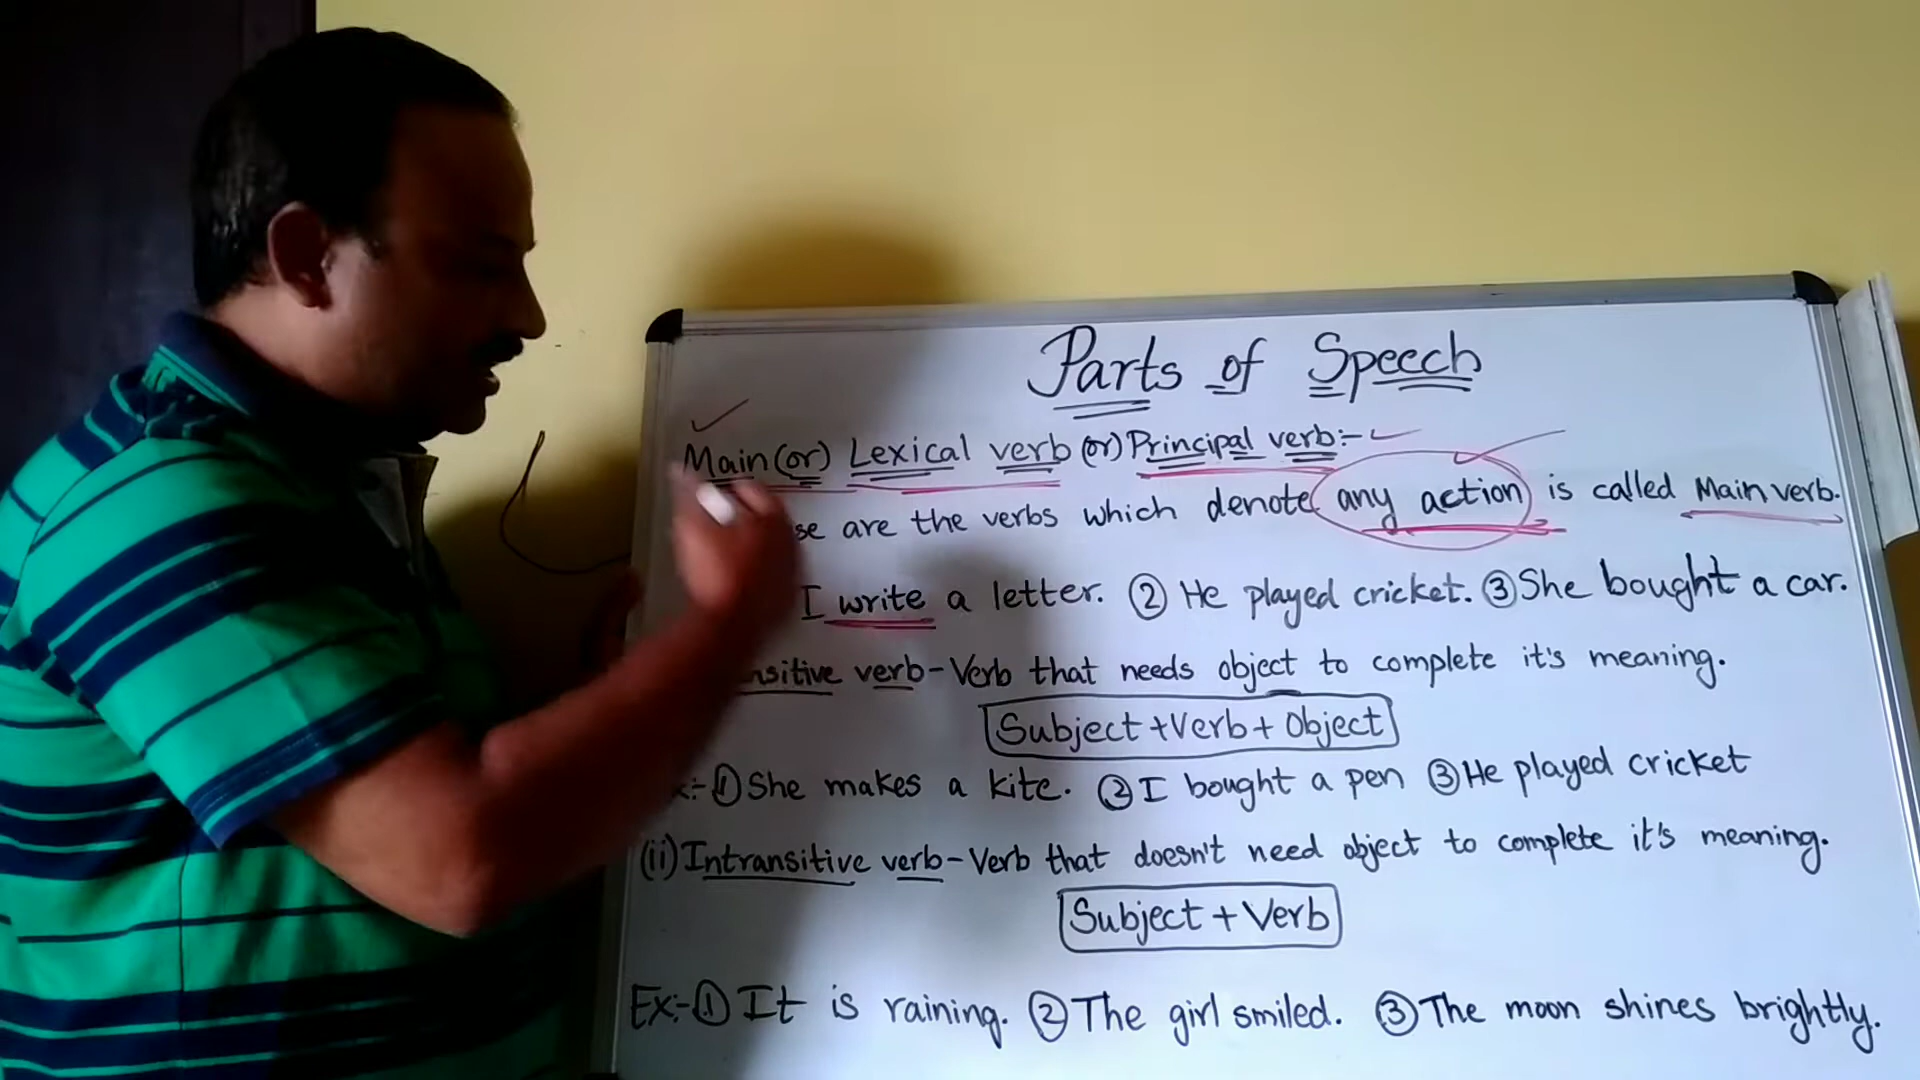 Parts of Speech
Main (or) Lexical verb (or) Principal verb:-
are the verbs which denote any action is called Main verb.
I write a letter. ② He played cricket. ③ She bought a car.
verb - Verb that needs object to complete it's meaning.
Subject + Verb + Object
① She makes a kite. ② I bought a pen ③ He played cricket
(ii) Intransitive verb - Verb that doesn't need object to complete it's meaning.
Subject + Verb
Ex:- ① It is raining. ② The girl smiled. ③ The moon shines brightly.